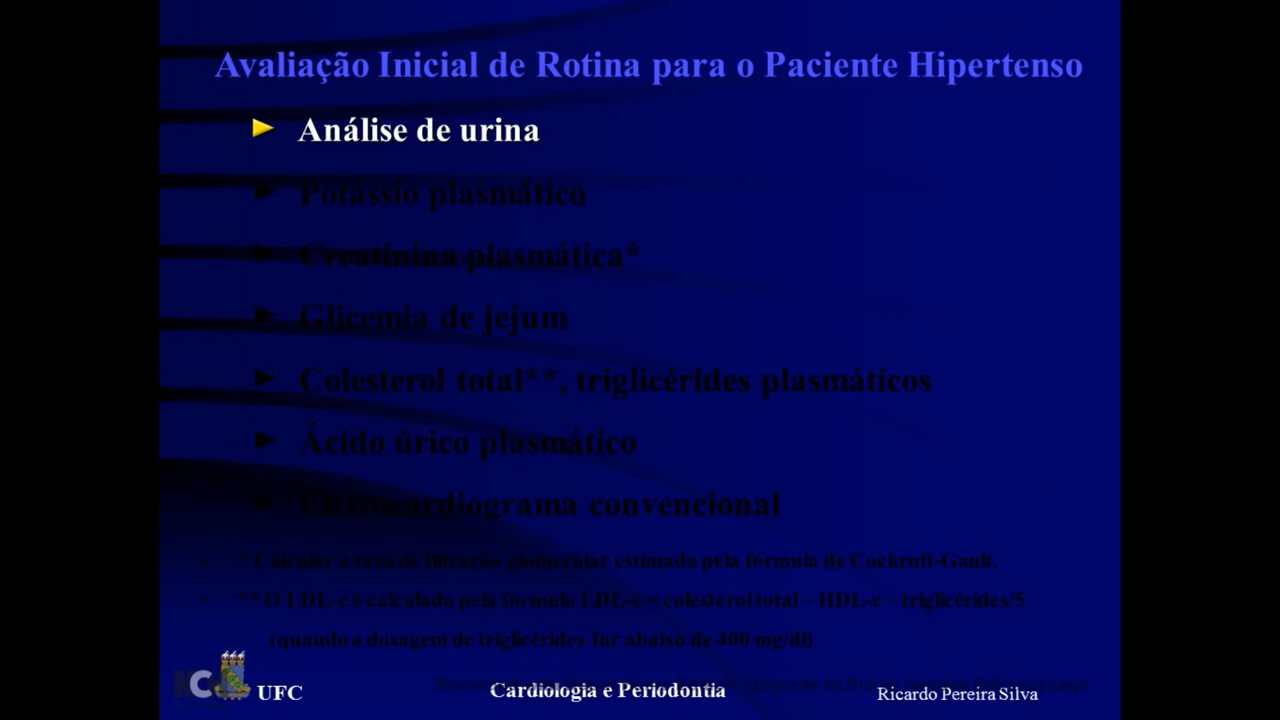 Avaliação Inicial de Rotina para o Paciente Hipertenso
Análise de urina
Potássio plasmático
Creatinina plasmática*
Glicemia de jejum
Colesterol total**, triglicérides plasmáticos
Ácido úrico plasmático
Eletrocardiograma convencional
* Calcular a taxa de filtração glomerular estimada pela fórmula de Cockroft-Gault.
** O LDL-c é calculado pela fórmula LDL-c = colesterol total – HDL-c – triglicérides/5
(quando a dosagem de triglicérides for abaixo de 400 mg/dl)
UFC
Cardiologia e Periodontia
Ricardo Pereira Silva